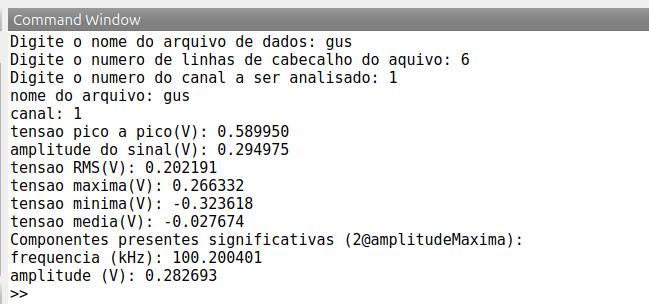 Command Window
Digite o nome do arquivo de dados: gus
Digite o numero de linhas de cabecalho do aquivo: 6
Digite o numero do canal a ser analisado: 1
nome do arquivo: gus
canal: 1
tensao pico a pico(V): 0.589950
amplitude do sinal(V): 0.294975
tensao RMS(V): 0.202191
tensao maxima(V): 0.266332
tensao minima(V): -0.323618
tensao media(V): -0.027674
Componentes presentes significativas (2@amplitudeMaxima):
frequencia (kHz): 100.200401
amplitude (V): 0.282693
>>